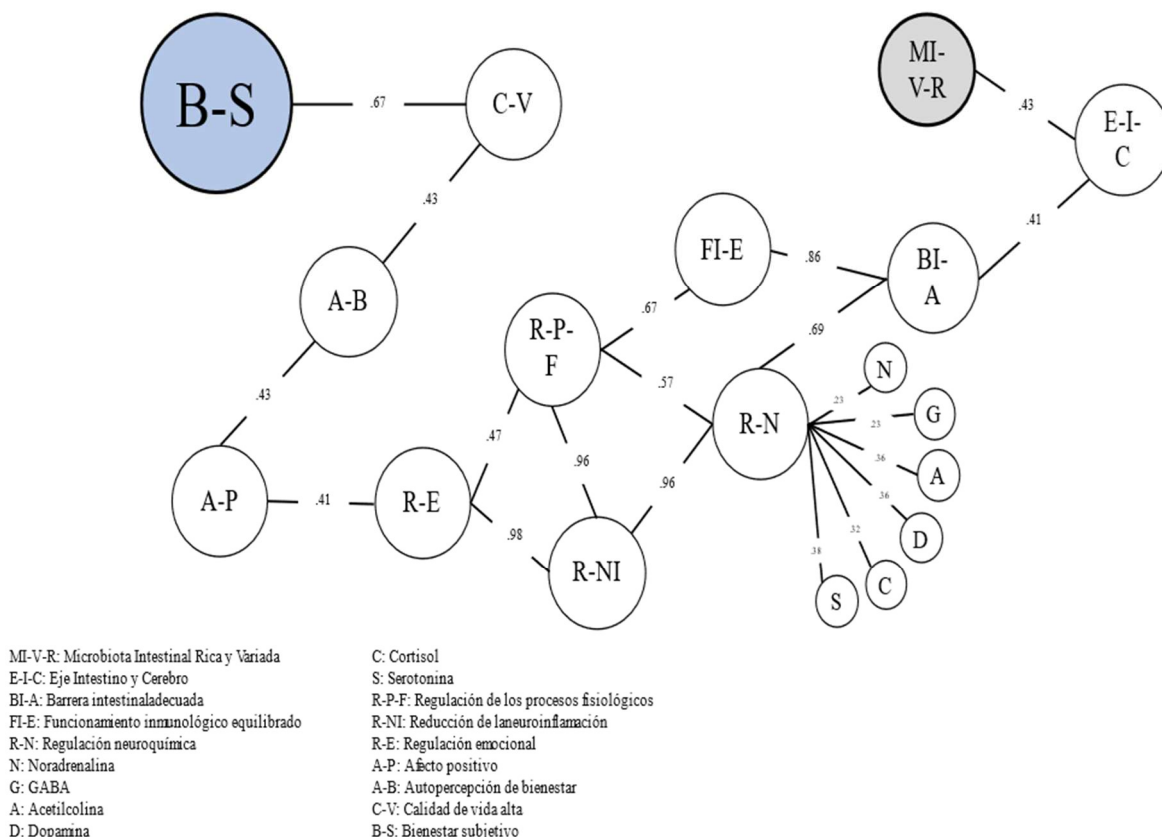 B-S
.67
C-V
MI-
V-R
.43
E-I-
C
.43
.41
A-B
FI-E
.86
BI-
A
R-P-
F
.67
.69
.57
N
.23
G
.23
R-N
.43
.47
.96
.96
.36
A
.36
D
A-P
.41
R-E
.98
R-NI
.38
.32
C
S
MI-V-R: Microbiota Intestinal Rica y Variada
E-I-C: Eje Intestino y Cerebro
BI-A: Barrera intestinaladecuada
FI-E: Funcionamiento inmunológico equilibrado
R-N: Regulación neuroquímica
N: Noradrenalina
G: GABA
A: Acetilcolina
D: Dopamina
C: Cortisol
S: Serotonina
R-P-F: Regulación de los procesos fisiológicos
R-NI: Reducción de laneuroinflamación
R-E: Regulación emocional
A-P: Afecto positivo
A-B: Autopercepción de bienestar
C-V: Calidad de vida alta
B-S: Bienestar subjetivo